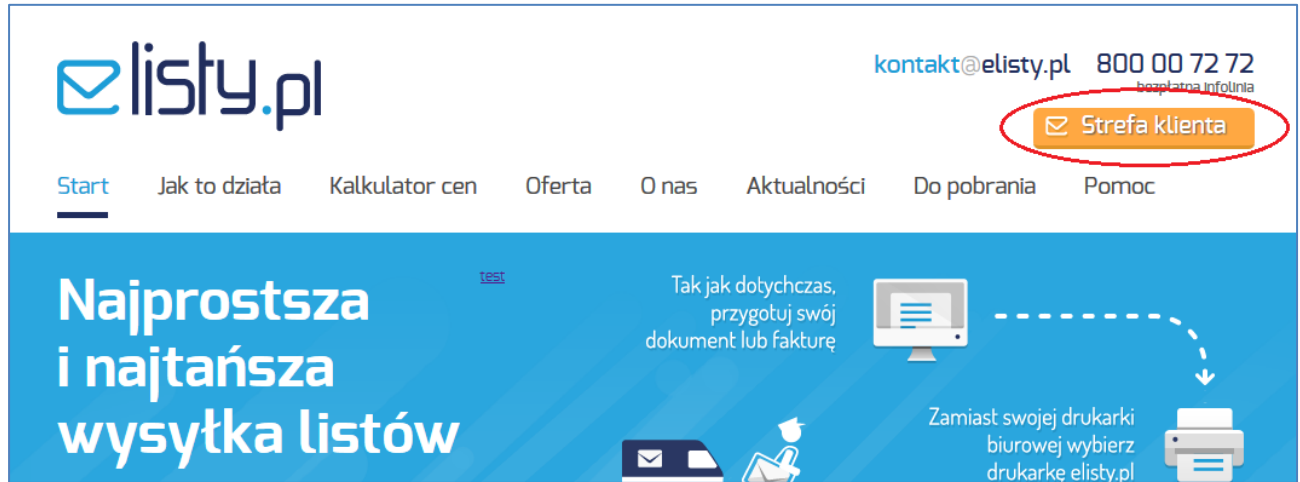 elisty.pl
kontakt@elisty.pl 800 00 72 72
bezpłatna infolinia
Strefa klienta
Start Jak to działa Kalkulator cen Oferta O nas Aktualności Do pobrania Pomoc
Najprostsza
i najtańsza
wysyłka listów
test
Tak jak dotychczas,
przygotuj swój
dokument lub fakturę
Zamiast swojej drukarki
biurowej wybierz
drukarkę elisty.pl